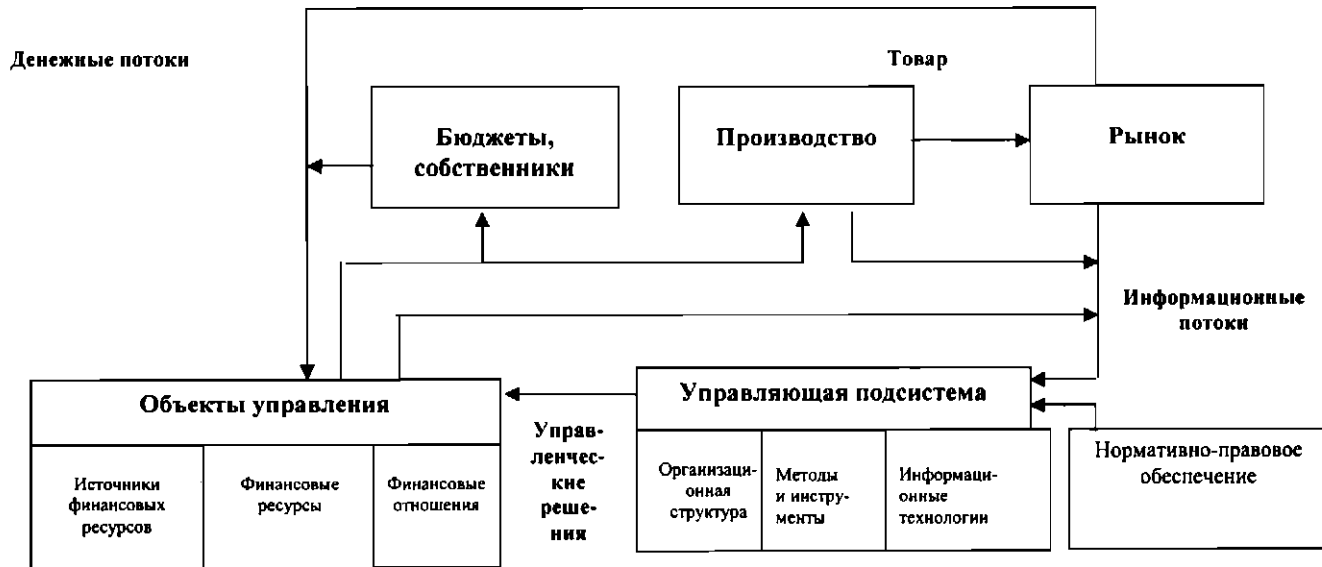 Денежные потоки
Товар
Бюджеты,
собственники
Производство
Рынок
Информационные
потоки
Объекты управления
Управляющая подсистема
Источники
финансовых
ресурсов
Финансовые
ресурсы
Финансовые
отношения
Управ-
ленчес-
кие
реше-
ния
Организаци-
онная
структура
Методы
и инстру-
менты
Информаци-
онные
технологии
Нормативно-правовое
обеспечение